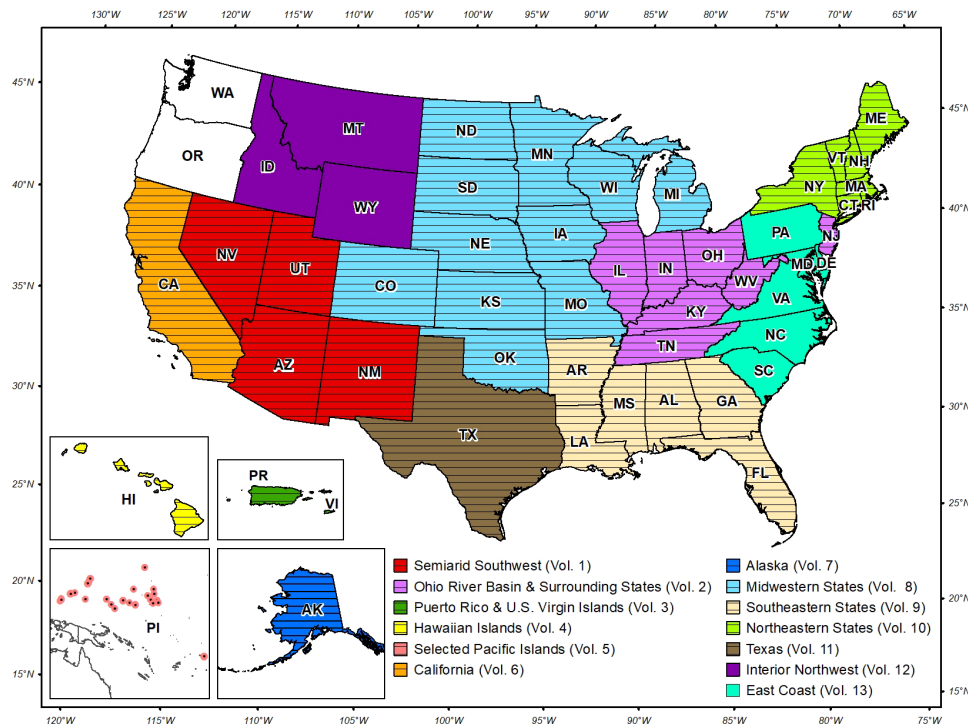 130°W 125°W 120°W 115°W 110°W 105°W 100°W 95°W 90°W 85°W 80°W 75°W 70°W 65°W
45°N 45°N
40°N 40°N
35°N 35°N
30°N 30°N
25°N 25°N
20°N 20°N
15°N 15°N
WA
OR
MT
ID
WY
ND
MN
SD
WI
MI
NE
IA
ME
VT
NH
NY
MA
CT
RI
PA
NJ
OH
IN
IL
MD
DE
WV
VA
KY
NV
UT
CA
CO
KS
MO
NC
TN
SC
AZ
NM
OK
AR
MS
AL
GA
TX
LA
FL
HI
PR
VI
PI
AK
Semiarid Southwest (Vol. 1)
Ohio River Basin & Surrounding States (Vol. 2)
Puerto Rico & U.S. Virgin Islands (Vol. 3)
Hawaiian Islands (Vol. 4)
Selected Pacific Islands (Vol. 5)
California (Vol. 6)
Alaska (Vol. 7)
Midwestern States (Vol. 8)
Southeastern States (Vol. 9)
Northeastern States (Vol. 10)
Texas (Vol. 11)
Interior Northwest (Vol. 12)
East Coast (Vol. 13)
120°W 115°W 110°W 105°W 100°W 95°W 90°W 85°W 80°W 75°W